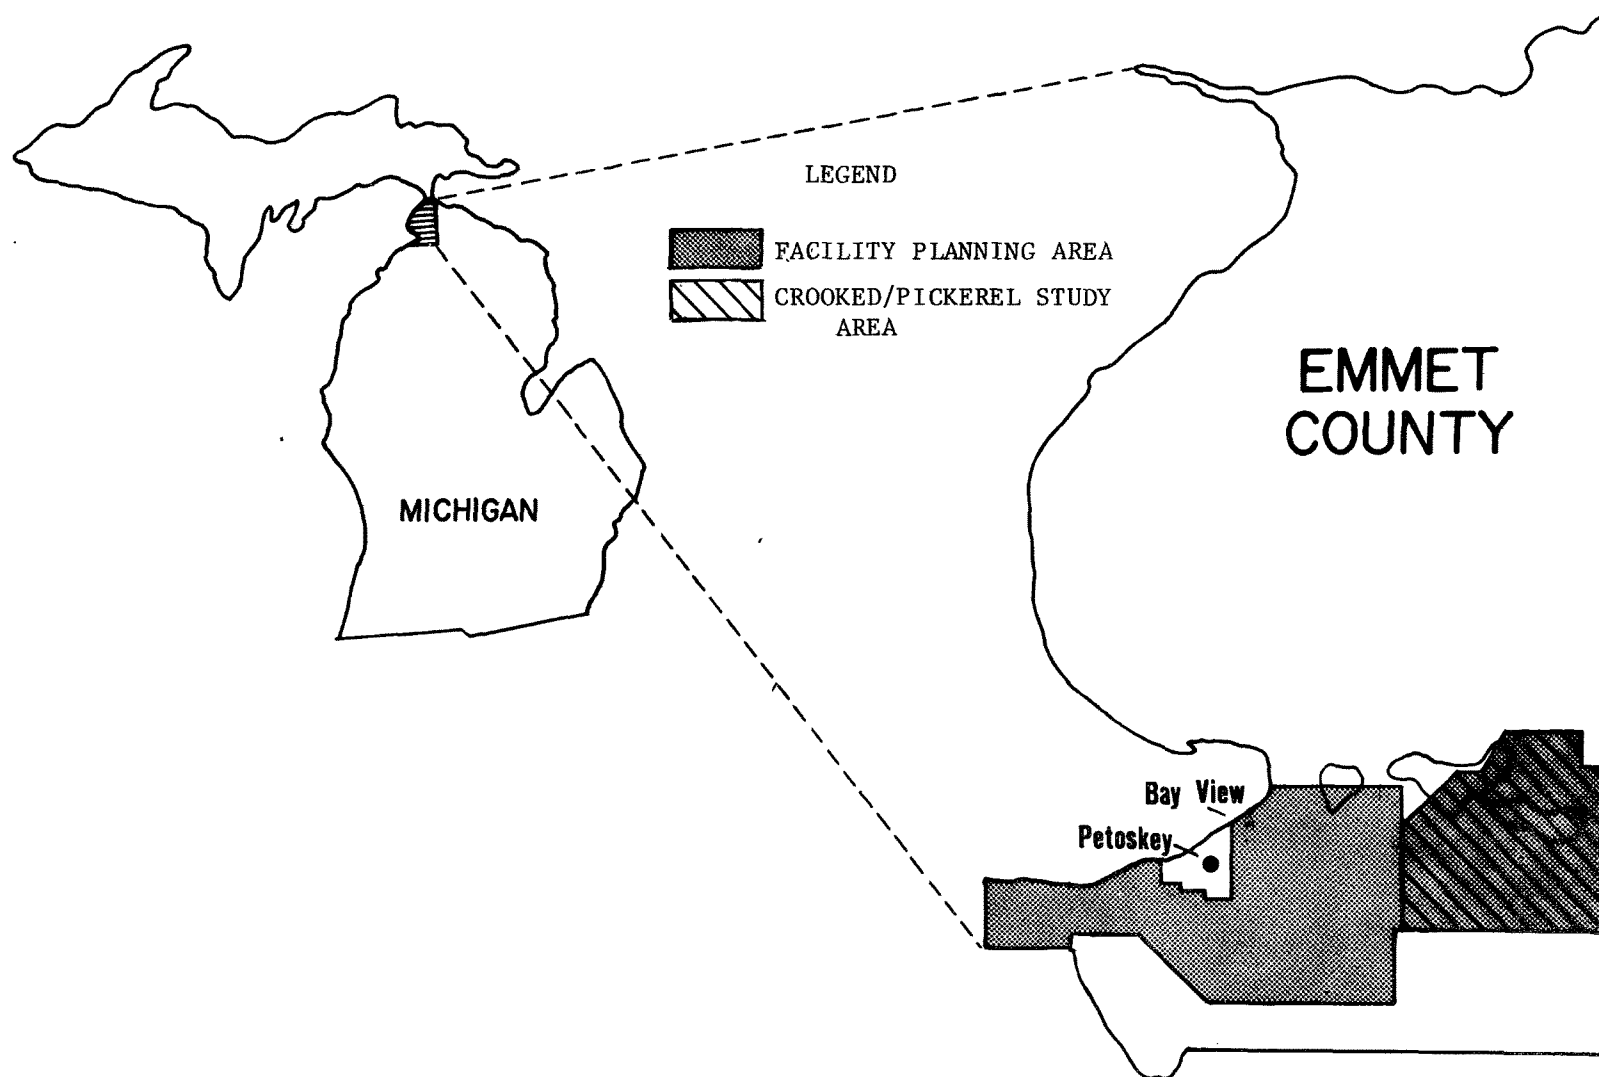 LEGEND
FACILITY PLANNING AREA
CROOKED/PICKEREL STUDY
AREA
EMMET
COUNTY
MICHIGAN
Bay View
Petoskey